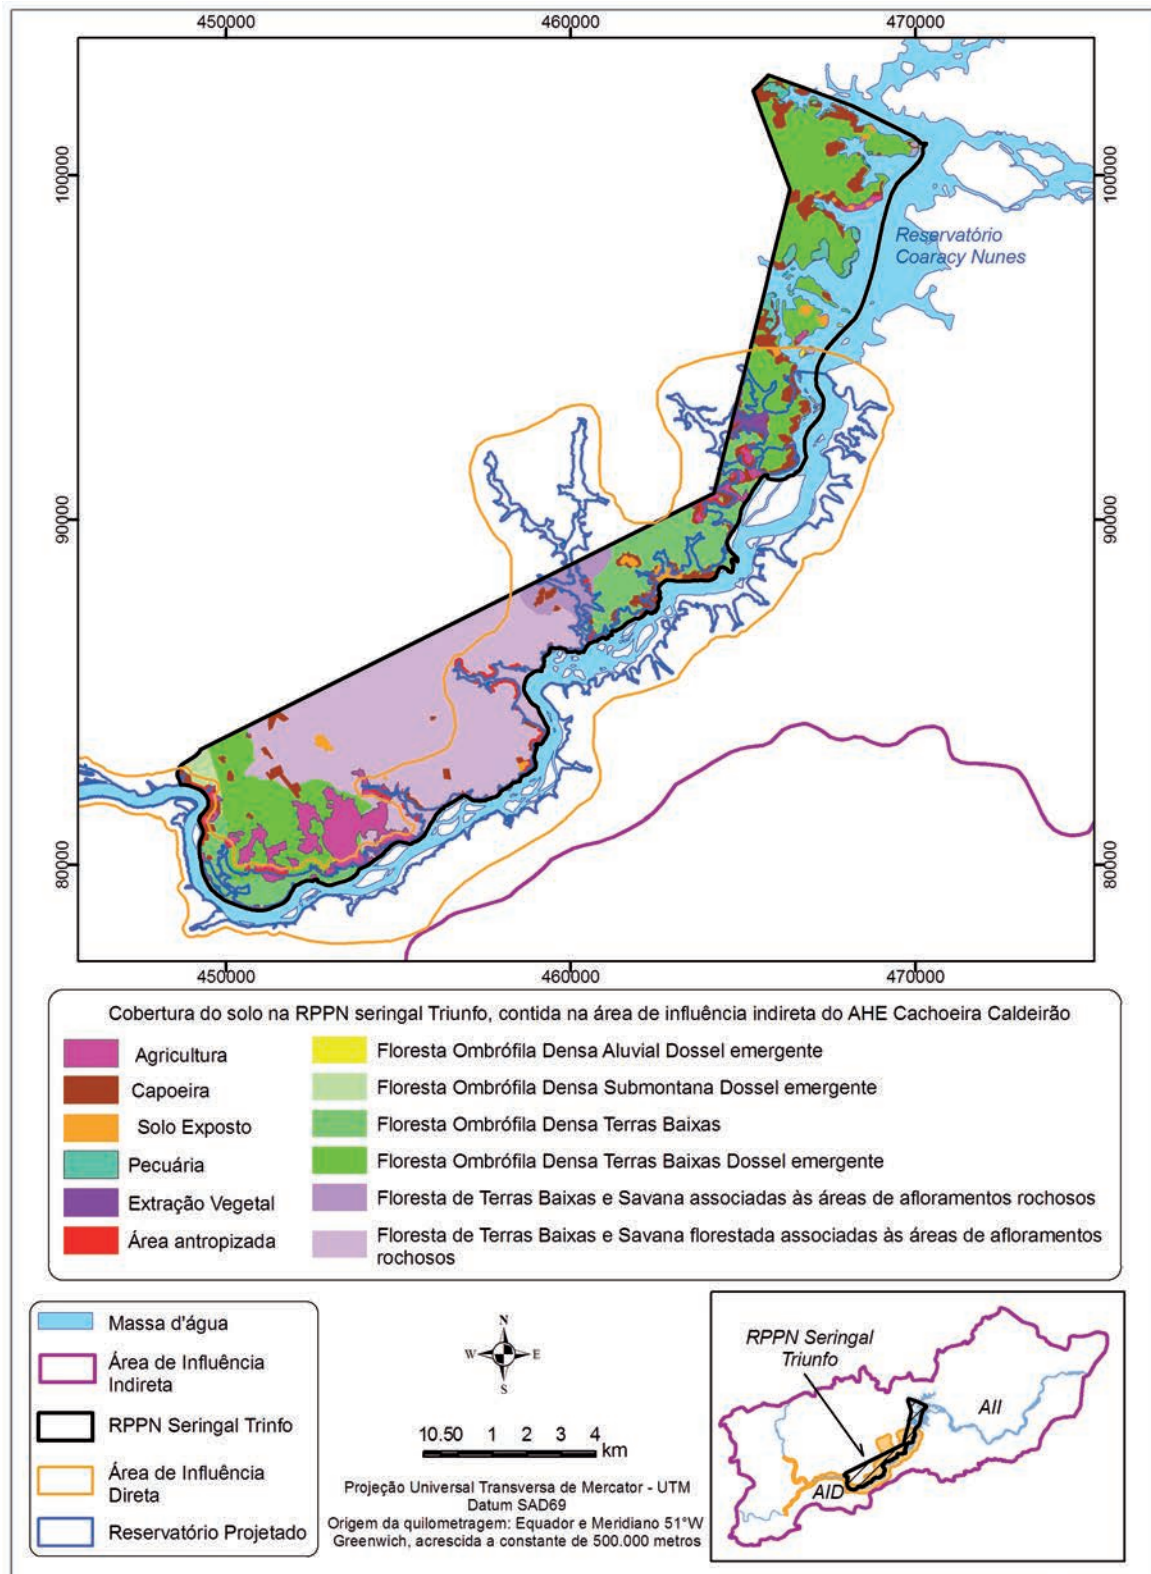 450000 460000 470000
100000
100000
Reservatório
Coaracy Nunes
90000
90000
80000
80000
450000 460000 470000
Cobertura do solo na RPPN seringal Triunfo, contida na área de influência indireta do AHE Cachoeira Caldeirão
Agricultura
Capoeira
Solo Exposto
Pecuária
Extração Vegetal
Área antropizada
Floresta Ombrófila Densa Aluvial Dossel emergente
Floresta Ombrófila Densa Submontana Dossel emergente
Floresta Ombrófila Densa Terras Baixas
Floresta Ombrófila Densa Terras Baixas Dossel emergente
Floresta de Terras Baixas e Savana associadas às áreas de afloramentos rochosos
Floresta de Terras Baixas e Savana florestada associadas às áreas de afloramentos
rochosos
Massa d'água
Área de Influência
Indireta
RPPN Seringal Trinfo
Área de Influência
Direta
Reservatório Projetado
N
W E
S
10.50 1 2 3 4
km
Projeção Universal Transversa de Mercator - UTM
Datum SAD69
Origem da quilometragem: Equador e Meridiano 51°W
Greenwich, acrescida a constante de 500.000 metros
RPPN Seringal
Triunfo
AII
AID